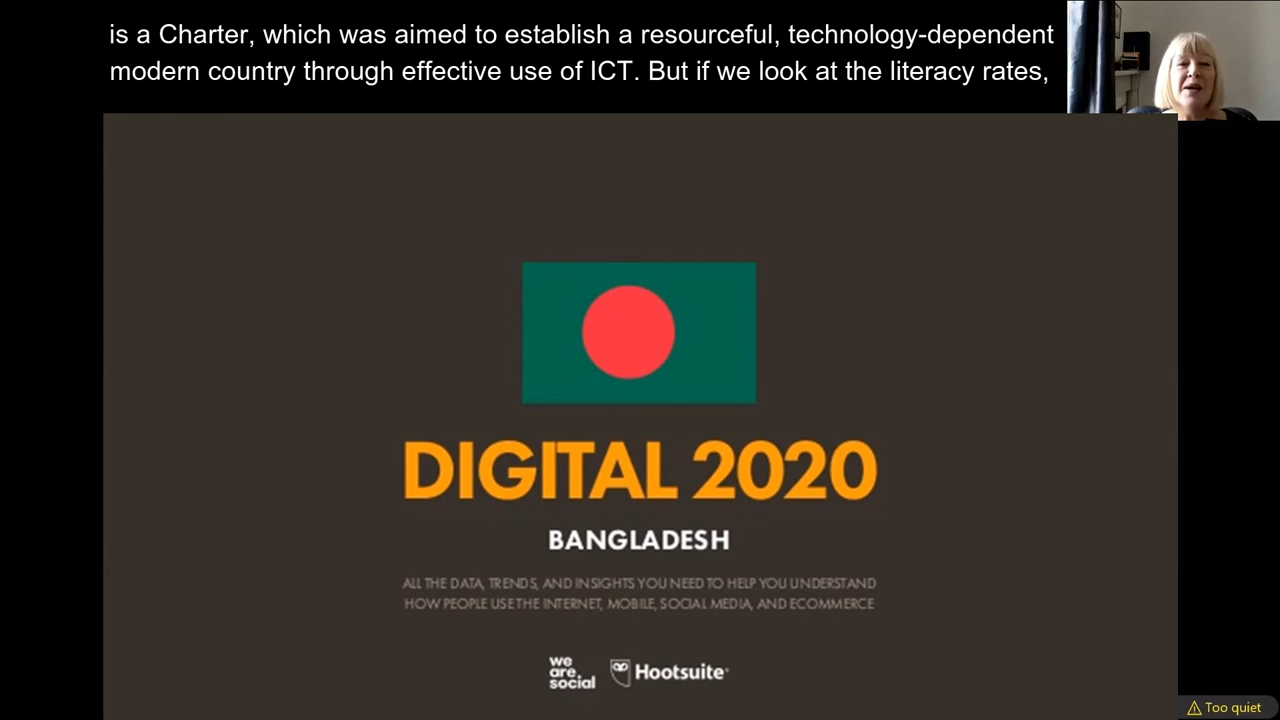 is a Charter, which was aimed to establish a resourceful, technology-dependent
modern country through effective use of ICT. But if we look at the literacy rates,
DIGITAL 2020
BANGLADESH
ALL THE DATA, TRENDS, AND INSIGHTS YOU NEED TO HELP YOU UNDERSTAND
HOW PEOPLE USE THE INTERNET, MOBILE, SOCIAL MEDIA, AND ECOMMERCE
we
are
social
Hootsuite®
Too quiet